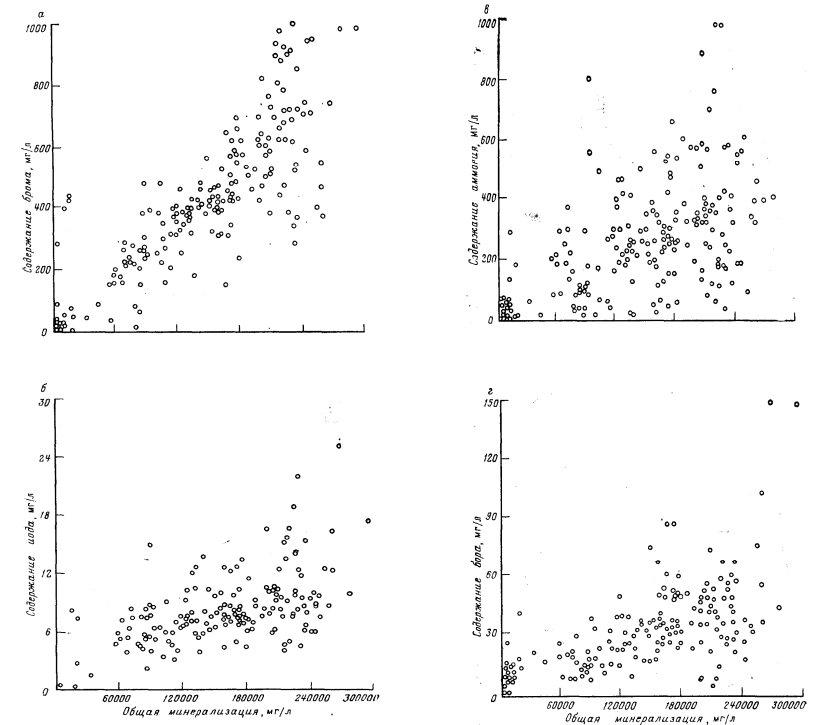 а
1000
800
600
400
200
0
Содержание брома, мг/л
в
1000
800
600
400
200
0
Содержание аммогия, мг/л
б
30
24
18
12
6
0
Содержание иода, мг/л
60000 120000 180000 240000 300000
Общая минерализация, мг/л
г
150
120
90
60
30
0
Содержание бора, мг/л
60000 120000 180000 240000 300000
Общая минерализация, мг/л